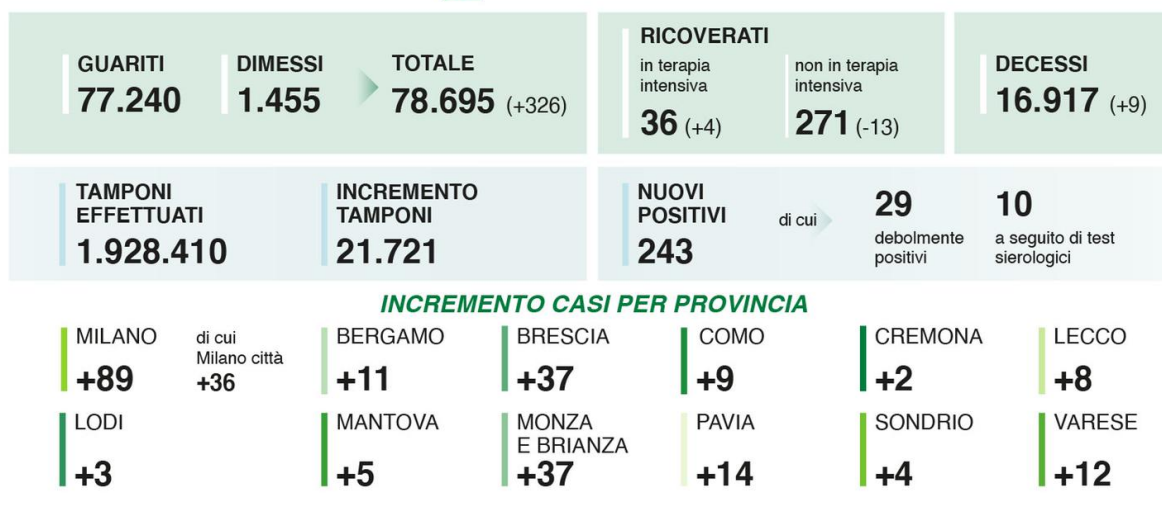 GUARITI
77.240
DIMESSI
1.455
TOTALE
78.695 (+326)
RICOVERATI
in terapia
intensiva
36 (+4)
non in terapia
intensiva
271 (-13)
DECESSI
16.917 (+9)
TAMPONI
EFFETTUATI
1.928.410
INCREMENTO
TAMPONI
21.721
NUOVI
POSITIVI
243
di cui
29
debolmente
positivi
10
a seguito di test
sierologici
INCREMENTO CASI PER PROVINCIA
MILANO
+89
di cui
Milano città
+36
BERGAMO
+11
BRESCIA
+37
COMO
+9
CREMONA
+2
LECCO
+8
LODI
+3
MANTOVA
+5
MONZA
E BRIANZA
+37
PAVIA
+14
SONDRIO
+4
VARESE
+12